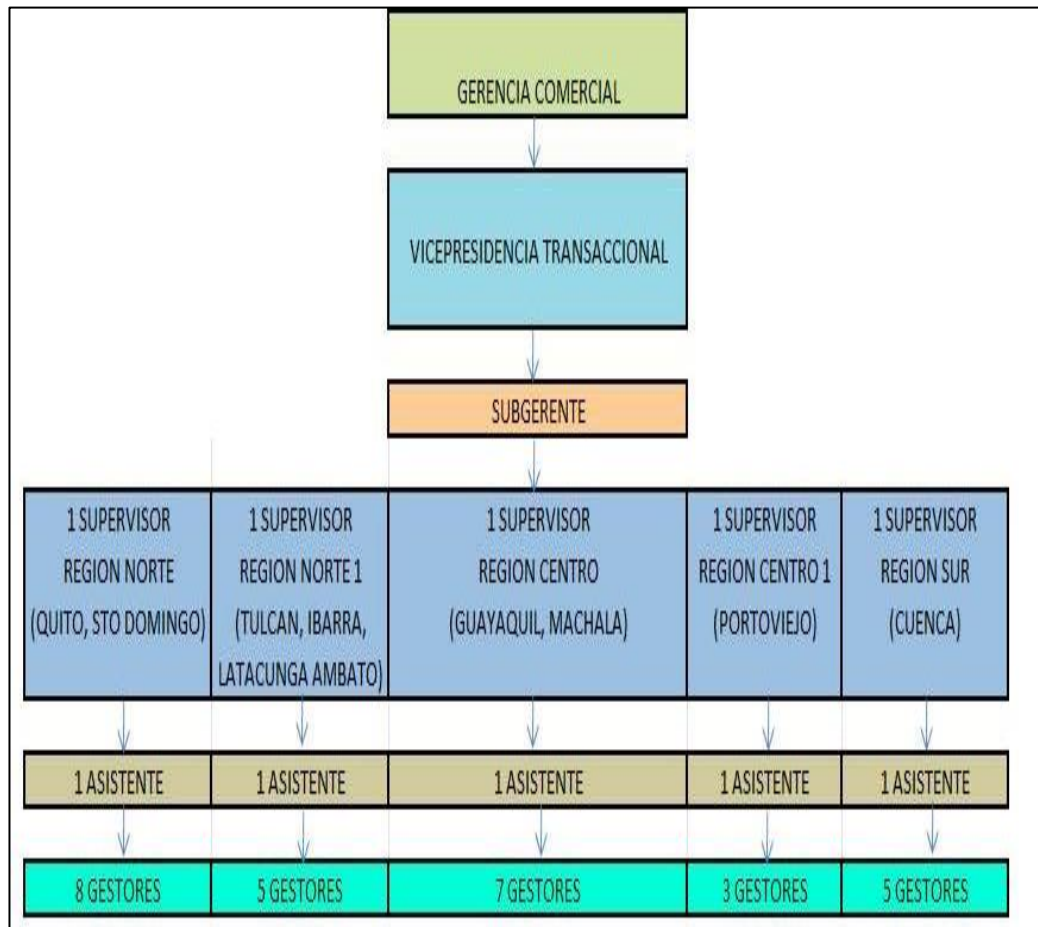 GERENCIA COMERCIAL
VICEPRESIDENCIA TRANSACCIONAL
SUBGERENTE
1 SUPERVISOR
REGION NORTE
(QUITO, STO DOMINGO)
1 SUPERVISOR
REGION NORTE 1
(TULCAN, IBARRA,
LATACUNGA AMBATO)
1 SUPERVISOR
REGION CENTRO
(GUAYAQUIL, MACHALA)
1 SUPERVISOR
REGION CENTRO 1
(PORTOVIEJO)
1 SUPERVISOR
REGION SUR
(CUENCA)
1 ASISTENTE
1 ASISTENTE
1 ASISTENTE
1 ASISTENTE
1 ASISTENTE
8 GESTORES
5 GESTORES
7 GESTORES
3 GESTORES
5 GESTORES